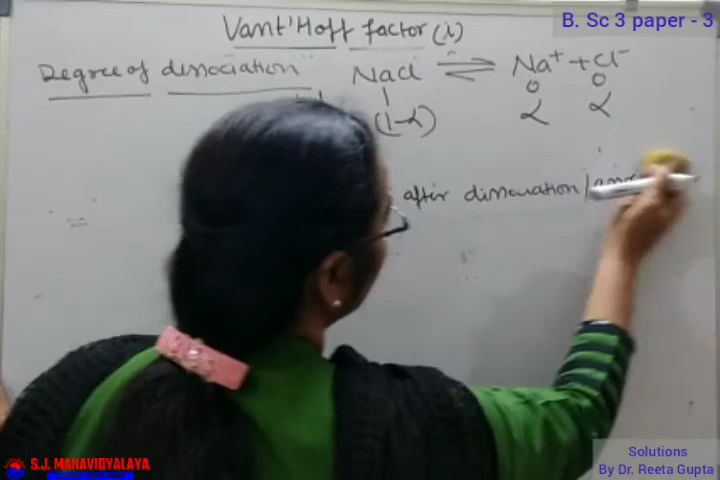 B. Sc 3 paper - 3
Vant'Hoff factor (i)
Degree of dissociation NaCl ⇌ Na⁺ + Cl⁻
1 0 0
(1-α) α α
after dissociation/
Solutions
By Dr. Reeta Gupta
S.J. MAHAVIDYALAYA